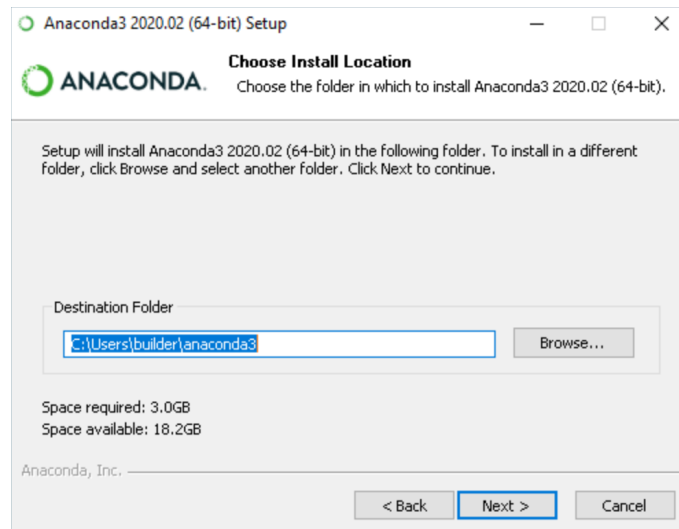 Anaconda3 2020.02 (64-bit) Setup
ANACONDA.
Choose Install Location
Choose the folder in which to install Anaconda3 2020.02 (64-bit).
Setup will install Anaconda3 2020.02 (64-bit) in the following folder. To install in a different
folder, click Browse and select another folder. Click Next to continue.
Destination Folder
C:\Users\builder\anaconda3
Browse...
Space required: 3.0GB
Space available: 18.2GB
Anaconda, Inc.
< Back
Next >
Cancel